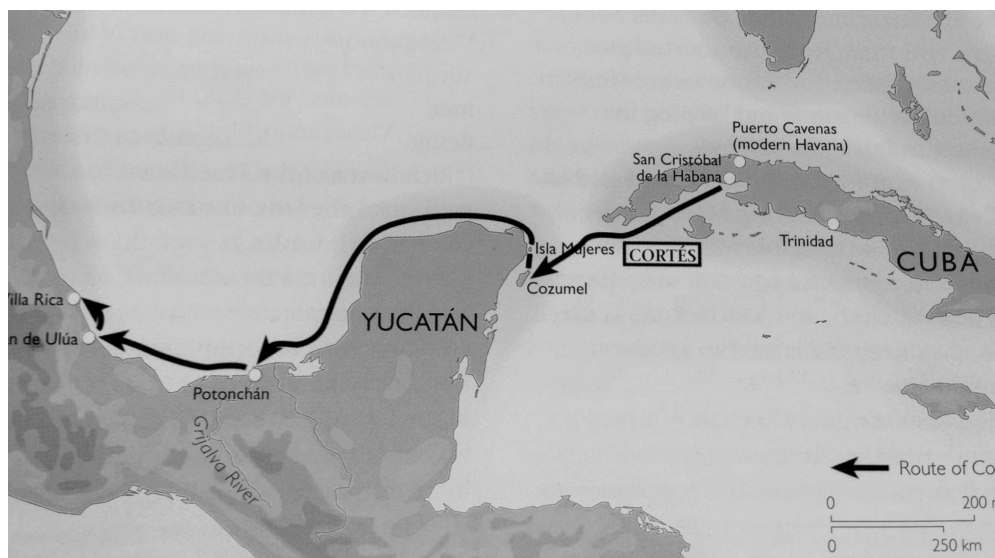 Puerto Cavenas
(modern Havana)
San Cristóbal
de la Habana
Isla Mujeres
Trinidad
CORTÉS
CUBA
Cozumel
Villa Rica
YUCATÁN
n de Ulúa
Potonchán
Grijalva River
Route of Co
0 200 m
0 250 km